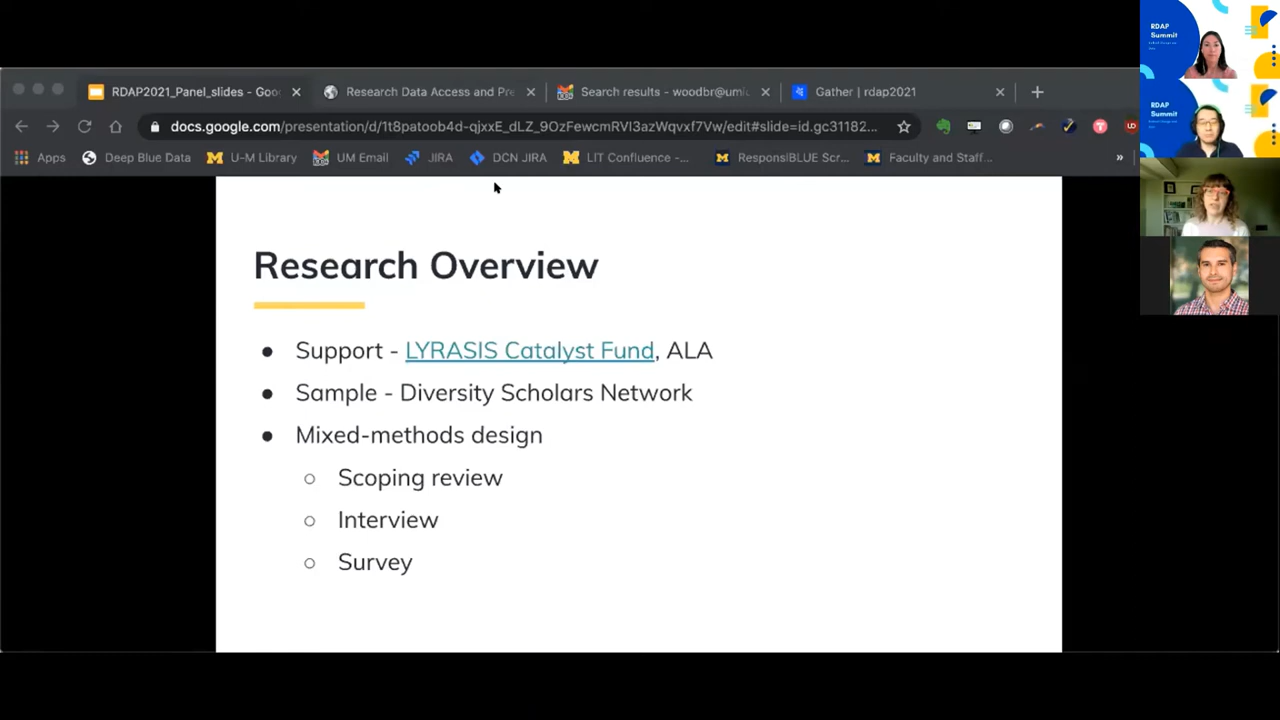 RDAP2021_Panel_slides - Goo
Research Data Access and Pre
Search results - woodbr@umi
Gather | rdap2021
docs.google.com/presentation/d/1t8patoob4d-qjxxE_dLZ_9OzFewcmRVl3azWqvxf7Vw/edit#slide=id.gc31182...
Apps
Deep Blue Data
U-M Library
UM Email
JIRA
DCN JIRA
LIT Confluence -...
ResponsiBLUE Scr...
Faculty and Staff...
»
Research Overview
● Support - LYRASIS Catalyst Fund, ALA
● Sample - Diversity Scholars Network
● Mixed-methods design
○ Scoping review
○ Interview
○ Survey
RDAP
Summit
RDAP
Summit